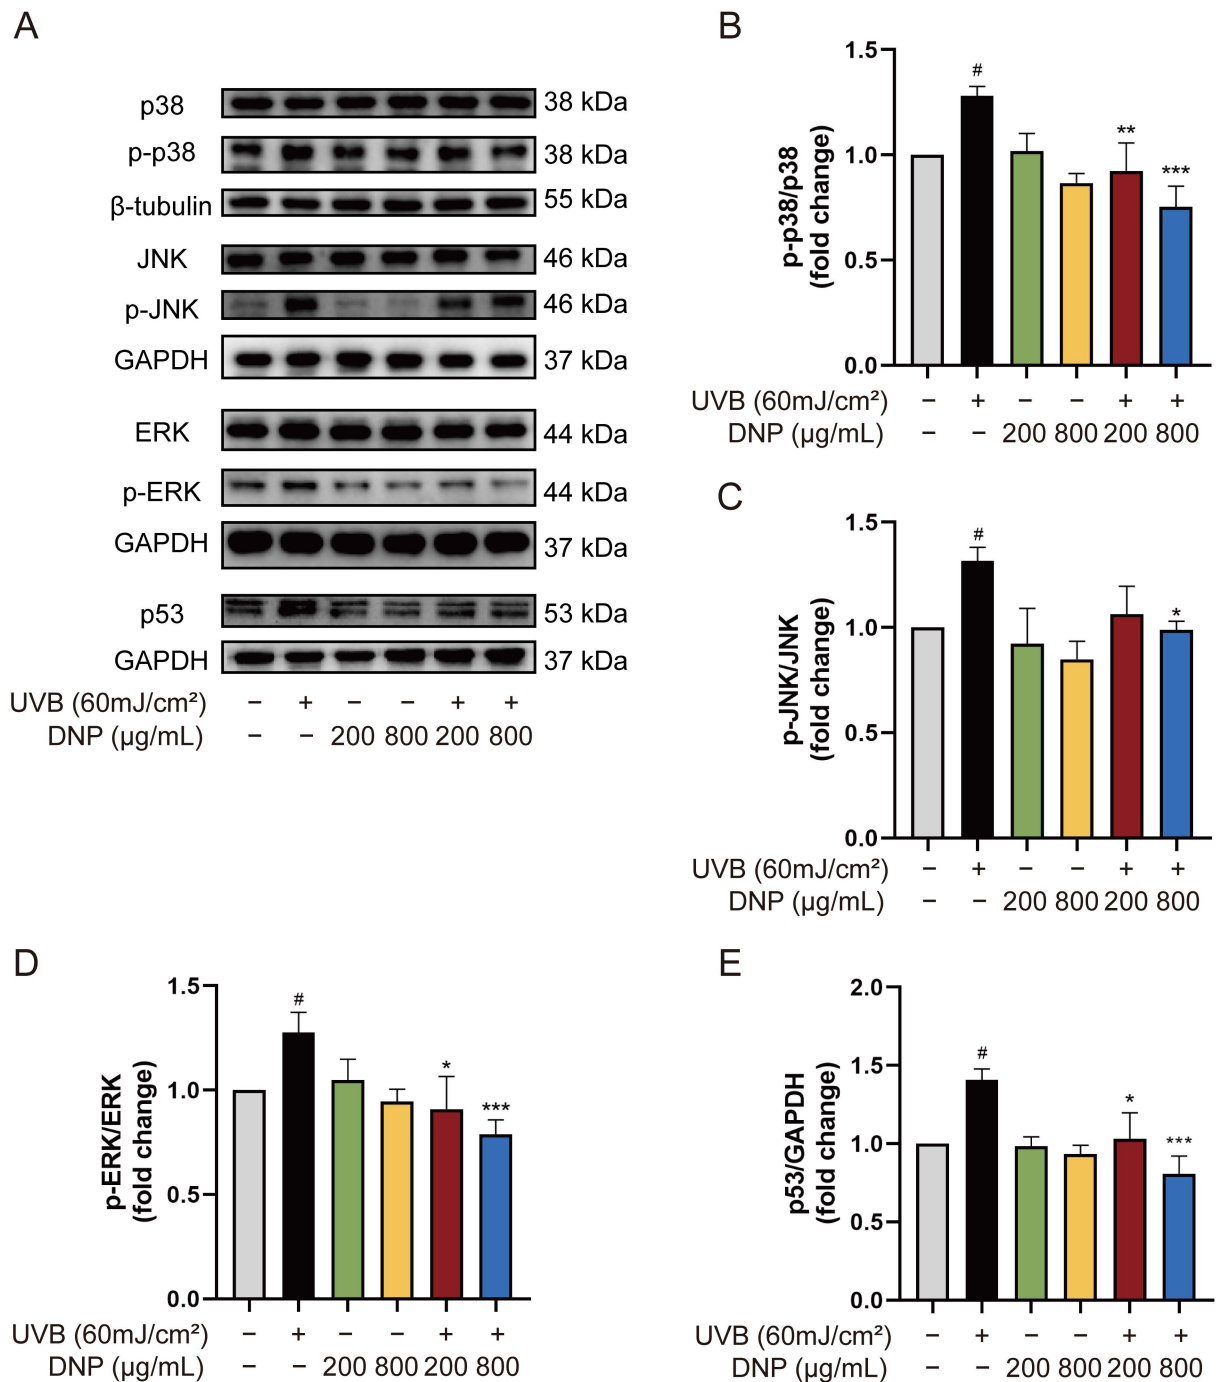 A
p38 38 kDa
p-p38 38 kDa
β-tubulin 55 kDa
JNK 46 kDa
p-JNK 46 kDa
GAPDH 37 kDa
ERK 44 kDa
p-ERK 44 kDa
GAPDH 37 kDa
p53 53 kDa
GAPDH 37 kDa
UVB (60mJ/cm²) − + − − + +
DNP (μg/mL) − − 200 800 200 800
B
p-p38/p38
(fold change)
1.5
1.0
0.5
0.0
#
**
***
UVB (60mJ/cm²) − + − − + +
DNP (μg/mL) − − 200 800 200 800
C
p-JNK/JNK
(fold change)
1.5
1.0
0.5
0.0
#
*
UVB (60mJ/cm²) − + − − + +
DNP (μg/mL) − − 200 800 200 800
D
p-ERK/ERK
(fold change)
1.5
1.0
0.5
0.0
#
*
***
UVB (60mJ/cm²) − + − − + +
DNP (μg/mL) − − 200 800 200 800
E
p53/GAPDH
(fold change)
2.0
1.5
1.0
0.5
0.0
#
*
***
UVB (60mJ/cm²) − + − − + +
DNP (μg/mL) − − 200 800 200 800